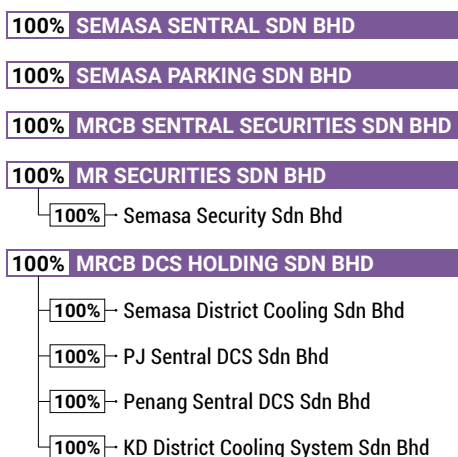 100% SEMASA SENTRAL SDN BHD
100% SEMASA PARKING SDN BHD
100% MRCB SENTRAL SECURITIES SDN BHD
100% MR SECURITIES SDN BHD
100% Semasa Security Sdn Bhd
100% MRCB DCS HOLDING SDN BHD
100% Semasa District Cooling Sdn Bhd
100% PJ Sentral DCS Sdn Bhd
100% Penang Sentral DCS Sdn Bhd
100% KD District Cooling System Sdn Bhd